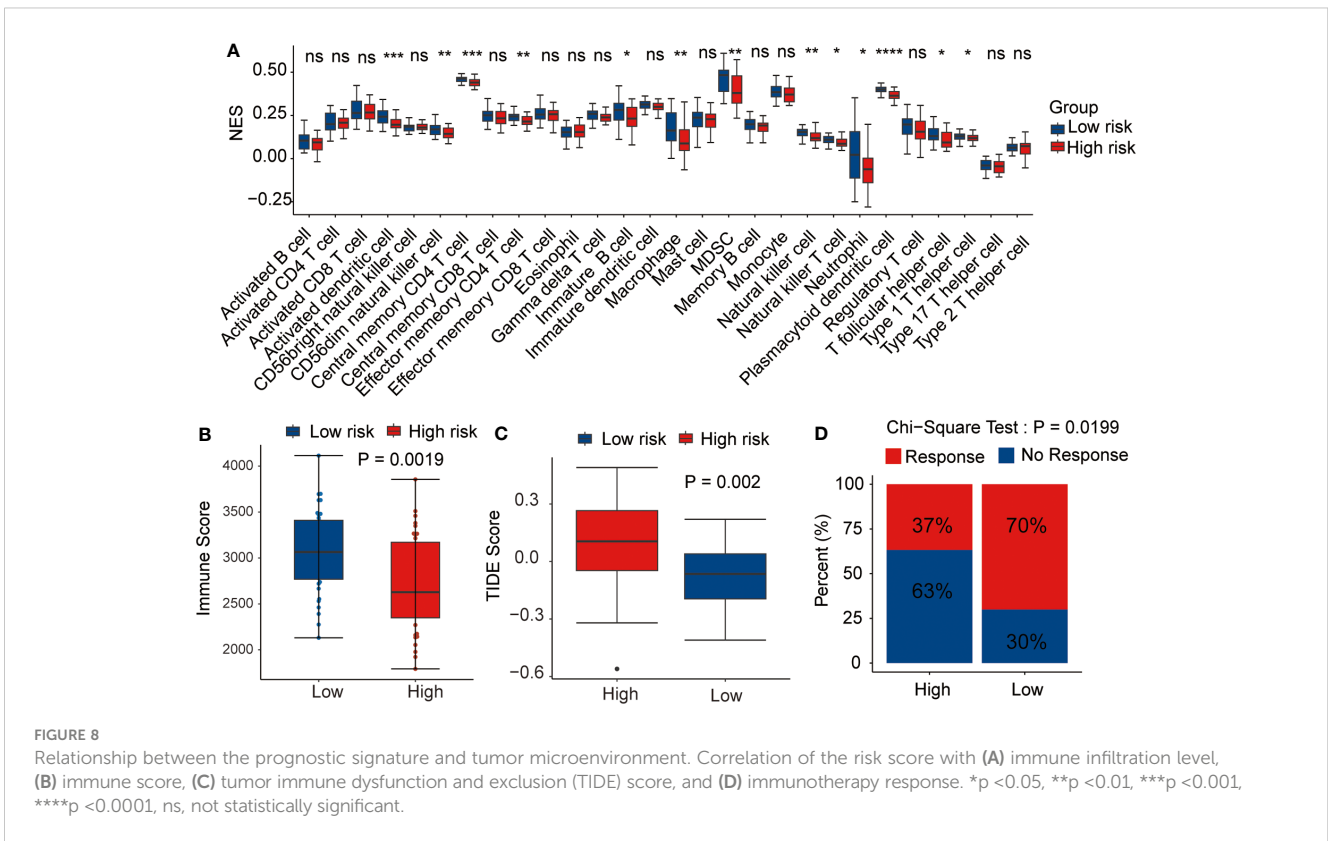 A
ns ns ns *** ns ** *** ns ** ns ns ns * ns ** ns ** ns ns ** * * **** ns * * ns ns
0.50
0.25
0.00
−0.25
NES
Group
Low risk
High risk
Activated B cell
Activated CD4 T cell
Activated CD8 T cell
Activated dendritic cell
CD56bright natural killer cell
CD56dim natural killer cell
Central memory CD4 T cell
Central memory CD8 T cell
Effector memeory CD4 T cell
Effector memeory CD8 T cell
Eosinophil
Gamma delta T cell
Immature B cell
Immature dendritic cell
Macrophage
Mast cell
MDSC
Memory B cell
Monocyte
Natural killer cell
Natural killer T cell
Neutrophil
Plasmacytoid dendritic cell
Regulatory T cell
T follicular helper cell
Type 1 T helper cell
Type 17 T helper cell
Type 2 T helper cell
B
Low risk High risk
P = 0.0019
4000
3500
3000
2500
2000
Immune Score
Low High
C
Low risk High risk
P = 0.002
0.3
0.0
−0.3
−0.6
TIDE Score
High Low
D
Chi-Square Test : P = 0.0199
Response No Response
100
75
50
25
0
Percent (%)
37% 70%
63%
30%
High Low
FIGURE 8
Relationship between the prognostic signature and tumor microenvironment. Correlation of the risk score with (A) immune infiltration level,
(B) immune score, (C) tumor immune dysfunction and exclusion (TIDE) score, and (D) immunotherapy response. *p <0.05, **p <0.01, ***p <0.001,
****p <0.0001, ns, not statistically significant.